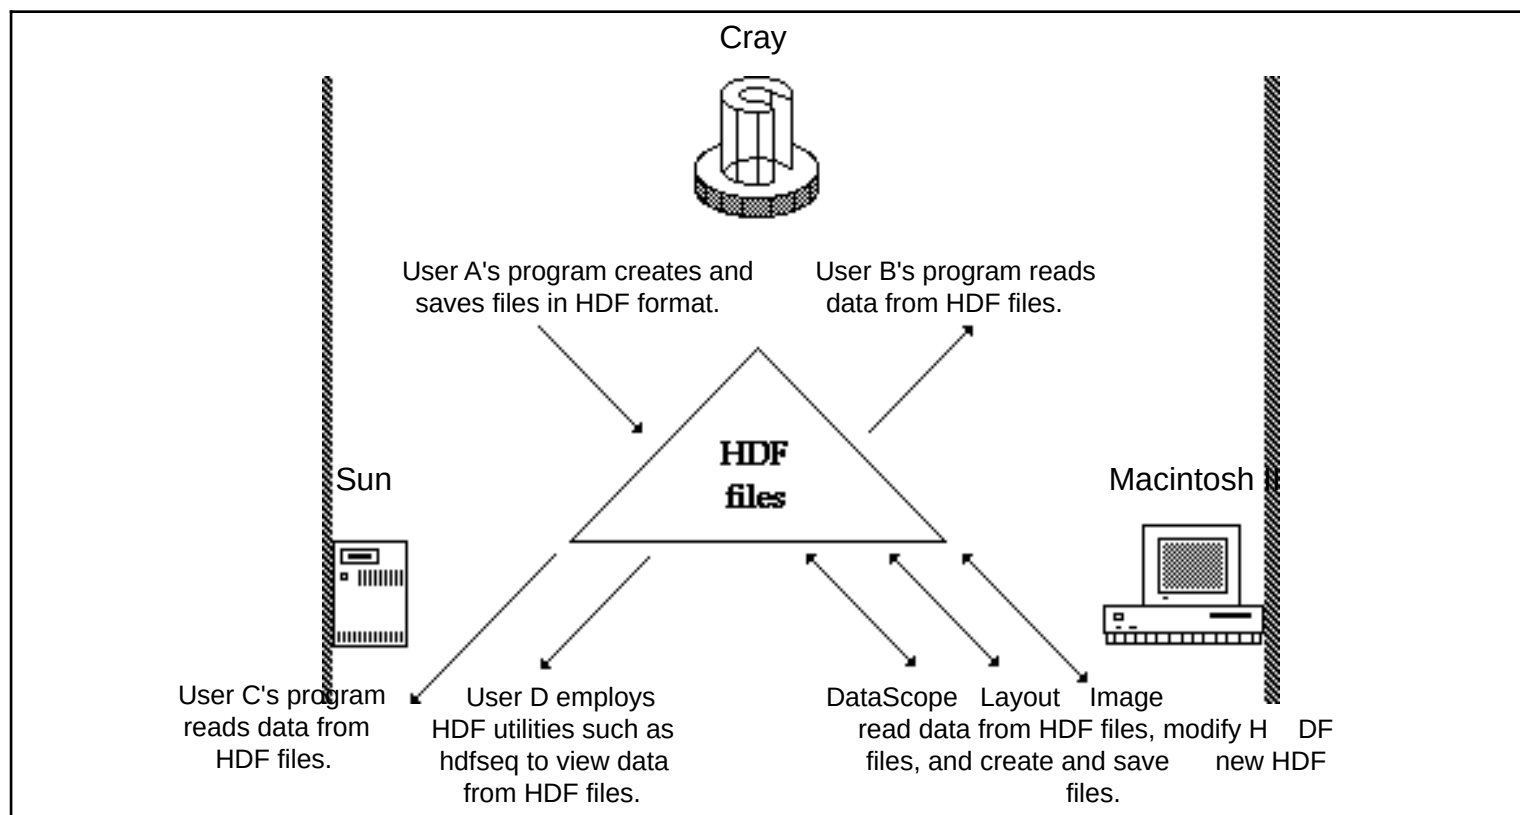 Cray
User A's program creates and
saves files in HDF format.
User B's program reads
data from HDF files.
HDF
files
Sun
Macintosh II
User C's program
reads data from
HDF files.
User D employs
HDF utilities such as
hdfseq to view data
from HDF files.
DataScope Layout Image
read data from HDF files, modify H DF
files, and create and save new HDF
files.